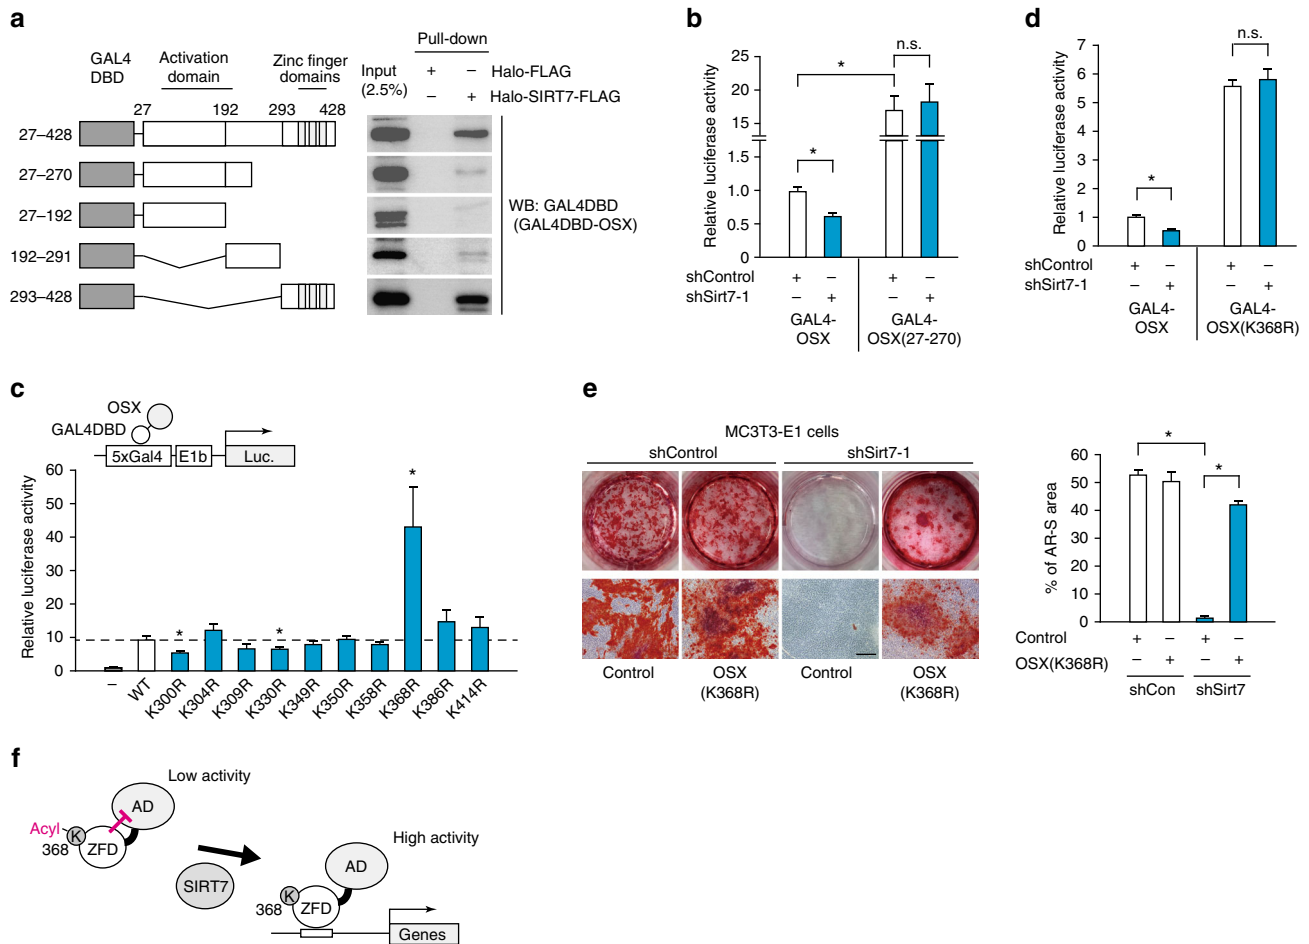 a
GAL4 DBD
Activation domain
Zinc finger domains
27 192 293 428
27–428
27–270
27–192
192–291
293–428
Input (2.5%)
Pull-down
+ – Halo-FLAG
– + Halo-SIRT7-FLAG
WB: GAL4DBD
(GAL4DBD-OSX)
b
Relative luciferase activity
25
20
15
1.5
1.0
0.5
0.0
*
*
n.s.
shControl + – + –
shSirt7-1 – + – +
GAL4-OSX
GAL4-OSX(27-270)
d
Relative luciferase activity
7
6
5
4
3
2
1
0
*
n.s.
shControl + – + –
shSirt7-1 – + – +
GAL4-OSX
GAL4-OSX(K368R)
c
OSX
GAL4DBD
5xGal4 E1b Luc.
Relative luciferase activity
60
50
40
30
20
10
0
*
*
*
– WT K300R K304R K309R K330R K349R K350R K358R K368R K386R K414R
e
MC3T3-E1 cells
shControl shSirt7-1
Control OSX (K368R) Control OSX (K368R)
% of AR-S area
60
50
40
30
20
10
0
*
*
Control + – + –
OSX(K368R) – + – +
shCon shSirt7
f
Low activity
AD
Acyl
K
368
ZFD
SIRT7
High activity
AD
K
368
ZFD
Genes